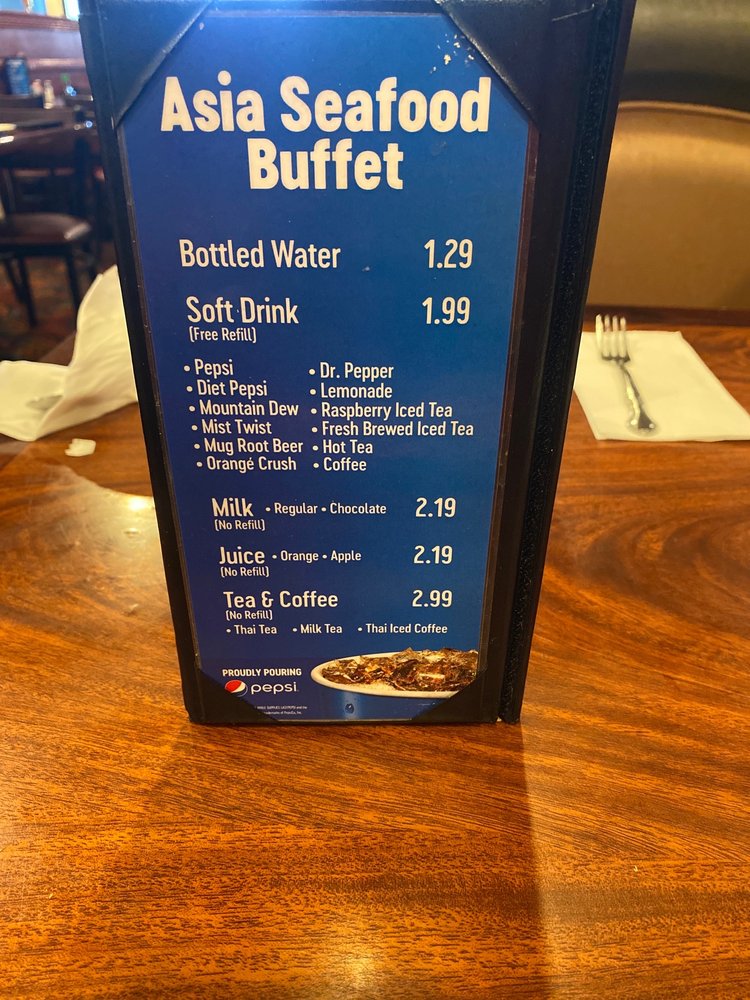 Asia Seafood
Buffet
Bottled Water 1.29
Soft Drink 1.99
(Free Refill)
• Pepsi • Dr. Pepper
• Diet Pepsi • Lemonade
• Mountain Dew • Raspberry Iced Tea
• Mist Twist • Fresh Brewed Iced Tea
• Mug Root Beer • Hot Tea
• Orange Crush • Coffee
Milk • Regular • Chocolate 2.19
(No Refill)
Juice • Orange • Apple 2.19
(No Refill)
Tea & Coffee 2.99
(No Refill)
• Thai Tea • Milk Tea • Thai Iced Coffee
PROUDLY POURING
pepsi